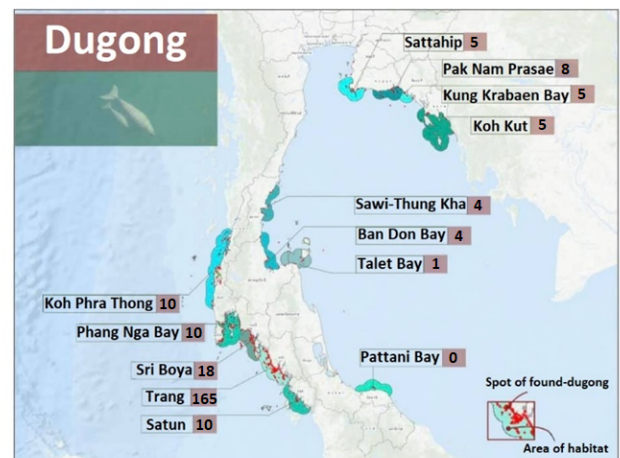 Dugong
Sattahip 5
Pak Nam Prasae 8
Kung Krabaen Bay 5
Koh Kut 5
Sawi-Thung Kha 4
Ban Don Bay 4
Talet Bay 1
Koh Phra Thong 10
Phang Nga Bay 10
Sri Boya 18
Trang 165
Satun 10
Pattani Bay 0
Spot of found-dugong
Area of habitat